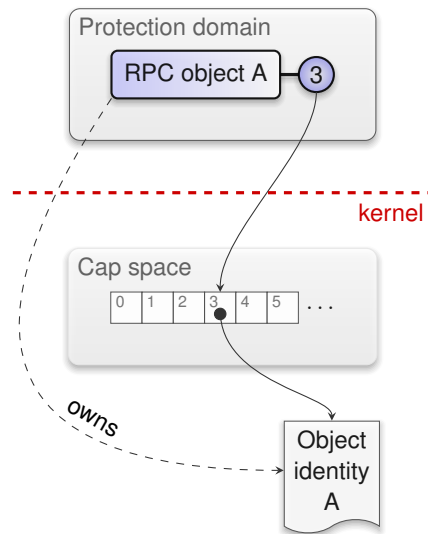 Protection domain
RPC object A
3
kernel
Cap space
0 1 2 3 4 5 ...
owns
Object
identity
A